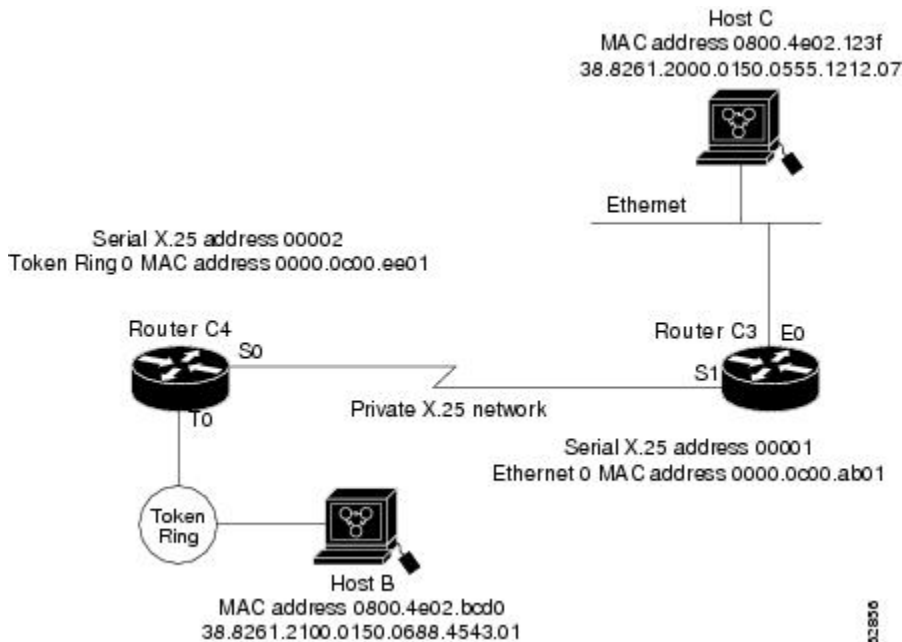 Host C
MAC address 0800.4e02.123f
38.8261.2000.0150.0555.1212.07
Ethernet
Serial X.25 address 00002
Token Ring 0 MAC address 0000.0c00.ee01
Router C4
S0
Router C3
E0
S1
T0
Private X.25 network
Serial X.25 address 00001
Ethernet 0 MAC address 0000.0c00.ab01
Token
Ring
Host B
MAC address 0800.4e02.bcd0
38.8261.2100.0150.0688.4543.01